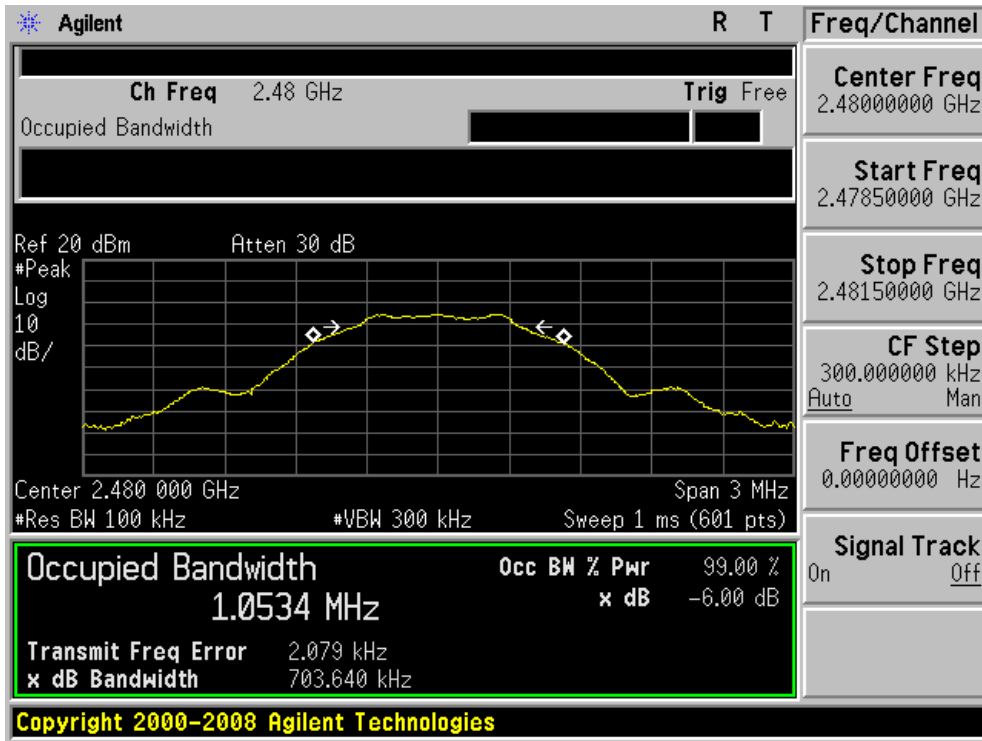 Agilent R T
Ch Freq 2.48 GHz Trig Free
Occupied Bandwidth
Ref 20 dBm Atten 30 dB
#Peak
Log
10
dB/
Center 2.480 000 GHz Span 3 MHz
#Res BW 100 kHz #VBW 300 kHz Sweep 1 ms (601 pts)
Occupied Bandwidth
1.0534 MHz
Occ BW % Pwr 99.00 %
x dB -6.00 dB
Transmit Freq Error 2.079 kHz
x dB Bandwidth 703.640 kHz
Copyright 2000-2008 Agilent Technologies
Freq/Channel
Center Freq
2.48000000 GHz
Start Freq
2.47850000 GHz
Stop Freq
2.48150000 GHz
CF Step
300.000000 kHz
Auto Man
Freq Offset
0.00000000 Hz
Signal Track
On Off